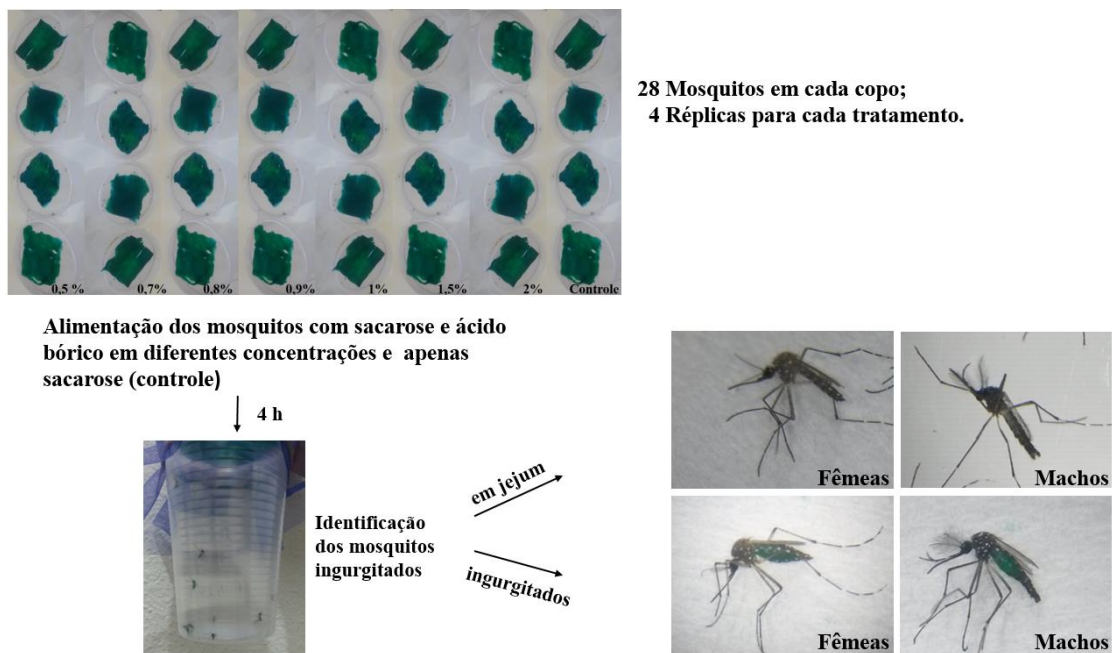 28 Mosquitos em cada copo;
4 Réplicas para cada tratamento.
0,5 % 0,7% 0,8% 0,9% 1% 1,5% 2% Controle
Alimentação dos mosquitos com sacarose e ácido
bórico em diferentes concentrações e apenas
sacarose (controle)
4 h
Identificação
dos mosquitos
ingurgitados
em jejum
ingurgitados
Fêmeas
Machos
Fêmeas
Machos